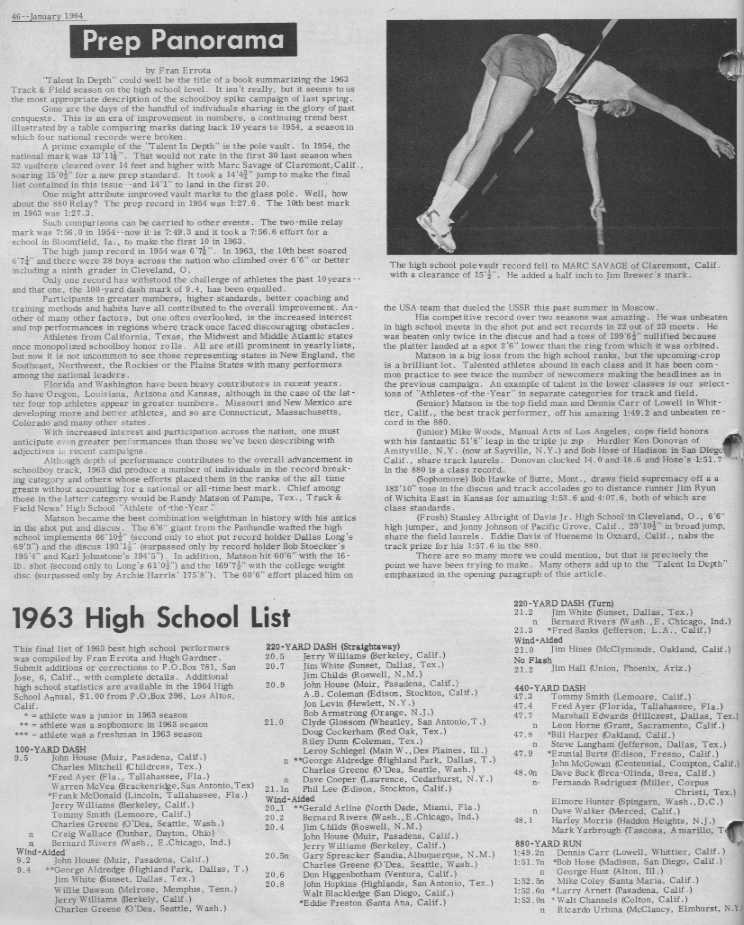 46--January 1964
Prep Panorama
by Fran Errota
"Talent In Depth" could well be the title of a book summarizing the 1963
Track & Field season on the high school level. It isn't really, but it seems to us
the most appropriate description of the schoolboy spike campaign of last spring.
Gone are the days of the handful of individuals sharing in the glory of past
conquests. This is an era of improvement in numbers, a continuing trend best
illustrated by a table comparing marks dating back 10 years to 1954, a season in
which four national records were broken.
A prime example of the "Talent In Depth" is the pole vault. In 1954, the
national mark was 13'11¾". That would not rate in the first 30 last season when
32 vaulters cleared over 14 feet and higher with Marc Savage of Claremont, Calif.,
soaring 15'0½" for a new prep standard. It took a 14'4¾" jump to make the final
list contained in this issue--and 14'1" to land in the first 20.
One might attribute improved vault marks to the glass pole. Well, how
about the 880 Relay? The prep record in 1954 was 1:27.6. The 10th best mark
in 1963 was 1:27.3.
Such comparisons can be carried to other events. The two-mile relay
mark was 7:56.0 in 1954--now it is 7:49.3 and it took a 7:56.6 effort for a
school in Bloomfield, Ia., to make the first 10 in 1963.
The high jump record in 1954 was 6'7¾". In 1963, the 10th best soared
6'7¼" and there were 28 boys across the nation who climbed over 6'6" or better
including a ninth grader in Cleveland, O.
Only one record has withstood the challenge of athletes the past 10 years--
and that one, the 100-yard dash mark of 9.4, has been equalled.
Participants in greater numbers, higher standards, better coaching and
training methods and habits have all contributed to the overall improvement. An-
other of many other factors, but one often overlooked, is the increased interest
and top performances in regions where track once faced discouraging obstacles.
Athletes from California, Texas, the Midwest and Middle Atlantic states
once monopolized schoolboy honor rolls. All are still prominent in yearly lists,
but now it is not uncommon to see those representing states in New England, the
Southeast, Northwest, the Rockies or the Plains States with many performers
among the national leaders.
Florida and Washington have been heavy contributors in recent years.
So have Oregon, Louisiana, Arizona and Kansas, although in the case of the lat-
ter four top athletes appear in greater numbers. Missouri and New Mexico are
developing more and better athletes, and so are Connecticut, Massachusetts,
Colorado and many other states.
With increased interest and participation across the nation, one must
anticipate even greater performances than those we've been describing with
adjectives in recent campaigns.
Although depth of performance contributes to the overall advancement in
schoolboy track, 1963 did produce a number of individuals in the record break-
ing category and others whose efforts placed them in the ranks of the all time
greats without accounting for a national or all-time best mark. Chief among
those in the latter category would be Randy Matson of Pampa, Tex., Track &
Field News' High School "Athlete-of-the-Year."
Matson became the best combination weightman in history with his antics
in the shot put and discus. The 6'6" giant from the Panhandle wafted the high
school implements 66'10½" (second only to shot put record holder Dallas Long's
69'3") and the discus 193'1½" (surpassed only by record holder Bob Stoecker's
195'4" and Karl Johnstone's 194'5"). In addition, Matson hit 60'6" with the 16-
lb. shot (second only to Long's 61'0½") and the 169'7½" with the college weight
disc (surpassed only by Archie Harris' 175'8"). The 60'6" effort placed him on
The high school pole vault record fell to MARC SAVAGE of Claremont, Calif.
with a clearance of 15'½". He added a half inch to Jim Brewer's mark.
the USA team that dueled the USSR this past summer in Moscow.
His competitive record over two seasons was amazing. He was unbeaten
in high school meets in the shot put and set records in 22 out of 23 meets. He
was beaten only twice in the discus and had a toss of 199'6½" nullified because
the platter landed at a spot 2'6" lower than the ring from which it was orbited.
Matson is a big loss from the high school ranks, but the upcoming-crop
is a brilliant lot. Talented athletes abound in each class and it has been com-
mon practice to see twice the number of newcomers making the headlines as in
the previous campaign. An example of talent in the lower classes is our select-
ions of "Athletes-of-the-Year" in separate categories for track and field.
(Senior) Matson is the top field man and Dennis Carr of Lowell in Whit-
tier, Calif., the best track performer, off his amazing 1:49.2 and unbeaten re-
cord in the 880.
(Junior) Mike Woods, Manual Arts of Los Angeles, cops field honors
with his fantastic 51'8" leap in the triple jump. Hurdler Ken Donovan of
Amityville, N.Y. (now at Sayville, N.Y.) and Bob Hose of Madison in San Diego
Calif., share track laurels. Donovan clocked 14.0 and 18.6 and Hose's 1:51.7
in the 880 is a class record.
(Sophomore) Bob Hawke of Butte, Mont., draws field supremacy off a a
182'10" toss in the discus and track accolades go to distance runner Jim Ryun
of Wichita East in Kansas for amazing 1:53.6 and 4:07.8, both of which are
class standards.
(Frosh) Stanley Albright of Davis Jr. High School in Cleveland, O., 6'6"
high jumper, and Jonny Johnson of Pacific Grove, Calif., 23'10¾" in broad jump,
share the field laurels. Eddie Davis of Hueneme in Oxnard, Calif., nabs the
track prize for his 1:57.6 in the 880.
There are so many more we could mention, but that is precisely the
point we have been trying to make. Many others add up to the "Talent In Depth"
emphasized in the opening paragraph of this article.
1963 High School List
This final list of 1963 best high school performers
was compiled by Fran Errota and Hugh Gardner.
Submit additions or corrections to P.O.Box 781, San
Jose, 6, Calif., with complete details. Additional
high school statistics are available in the 1964 High
School Annual, $1.00 from P.O.Box 296, Los Altos,
Calif.
* = athlete was a junior in 1963 season
** = athlete was a sophomore in 1963 season
*** = athlete was a freshman in 1963 season
100-YARD DASH
9.5 John House (Muir, Pasadena, Calif.)
Charles Mitchell (Childress, Tex.)
*Fred Ayer (Fla., Tallahassee, Fla.)
Warren McVea (Brackenridge, San Antonio, Tex)
*Frank McDonald (Lincoln, Tallahassee, Fla.)
Jerry Williams (Berkeley, Calif.)
Tommy Smith (Lemoore, Calif.)
Charles Greene (O'Dea, Seattle, Wash.)
n Craig Wallace (Dunbar, Dayton, Ohio)
n Bernard Rivers (Wash., E.Chicago, Ind.)
Wind-Aided
9.2 John House (Muir, Pasadena, Calif.)
9.4 **George Aldredge (Highland Park, Dallas, T.)
Jim White (Sunset, Dallas, Tex.)
Willie Dawson (Melrose, Memphis, Tenn.)
Jerry Williams (Berkely, Calif.)
Charles Greene (O'Dea, Seattle, Wash.)
220-YARD DASH (Straightaway)
20.5 Jerry Williams (Berkeley, Calif.)
20.7 Jim White (Sunset, Dallas, Tex.)
Jim Childs (Roswell, N.M.)
20.9 John House (Muir, Pasadena, Calif.)
A.B. Coleman (Edison, Stockton, Calif.)
Jon Levin (Hewlett, N.Y.)
Bob Armstrong (Orange, N.J.)
21.0 Clyde Glosson (Wheatley, San Antonio, T.)
Doug Cockerham (Red Oak, Tex.)
Riley Dunn (Coleman, Tex.)
Leroy Schlegel (Main W., Des Plaines, Ill.)
n **George Aldredge (Highland Park, Dallas, T.)
Charles Greene (O'Dea, Seattle, Wash.)
n Dave Cooper (Lawrence, Cedarhurst, N.Y.)
21.1n Phil Lee (Edison, Stockton, Calif.)
Wind-Aided
20.1 **Gerald Arline (North Dade, Miami, Fla.)
20.2 Bernard Rivers (Wash., E.Chicago, Ind.)
20.4 Jim Childs (Roswell, N.M.)
John House (Muir, Pasadena, Calif.)
Jerry Williams (Berkeley, Calif.)
20.5n Gary Spreacker (Sandia, Albuquerque, N.M.)
Charles Greene (O'Dea, Seattle, Wash.)
20.6 Don Higgenbotham (Ventura, Calif.)
20.8 John Hopkins (Highlands, San Antonio, Tex.)
Walt Blackledge (San Diego, Calif.)
*Eddie Preston (Santa Ana, Calif.)
220-YARD DASH (Turn)
21.2 Jim White (Sunset, Dallas, Tex.)
n Bernard Rivers (Wash., E. Chicago, Ind.)
21.3 *Fred Banks (Jefferson, L.A., Calif.)
Wind-Aided
21.0 Jim Hines (McClymonds, Oakland, Calif.)
No Flash
21.2 Jim Hall (Union, Phoenix, Ariz.)
440-YARD DASH
47.3 Tommy Smith (Lemoore, Calif.)
47.4 Fred Ayer (Florida, Tallahassee, Fla.)
47.7 Marshall Edwards (Hillcrest, Dallas, Tex.)
n Leon Horne (Grant, Sacramento, Calif.)
47.8 *Bill Harper (Oakland, Calif.)
n Steve Langham (Jefferson, Dallas, Tex.)
47.9 *Esunial Burts (Edison, Fresno, Calif.)
John McGowan (Centennial, Compton, Calif.)
48.0n Dave Buck (Brea-Olinda, Brea, Calif.)
n Fernando Rodriguez (Miller, Corpus
Christi, Tex.)
Elmore Hunter (Spingarn, Wash., D.C.)
n Dave Walker (Merced, Calif.)
48.1 Harley Morris (Haddon Heights, N.J.)
Mark Yarbrough (Tascosa, Amarillo, Te
880-YARD RUN
1:49.2n Dennis Carr (Lowell, Whittier, Calif.)
1:51.7n *Bob Hose (Madison, San Diego, Calif.)
n George Hunt (Alton, Ill.)
1:52.5n Mike Coley (Santa Maria, Calif.)
1:52.6n *Larry Arnett (Pasadena, Calif.)
1:53.0n *Walt Channels (Colton, Calif.)
n Ricardo Urbina (McClancy, Elmhurst, N.Y.